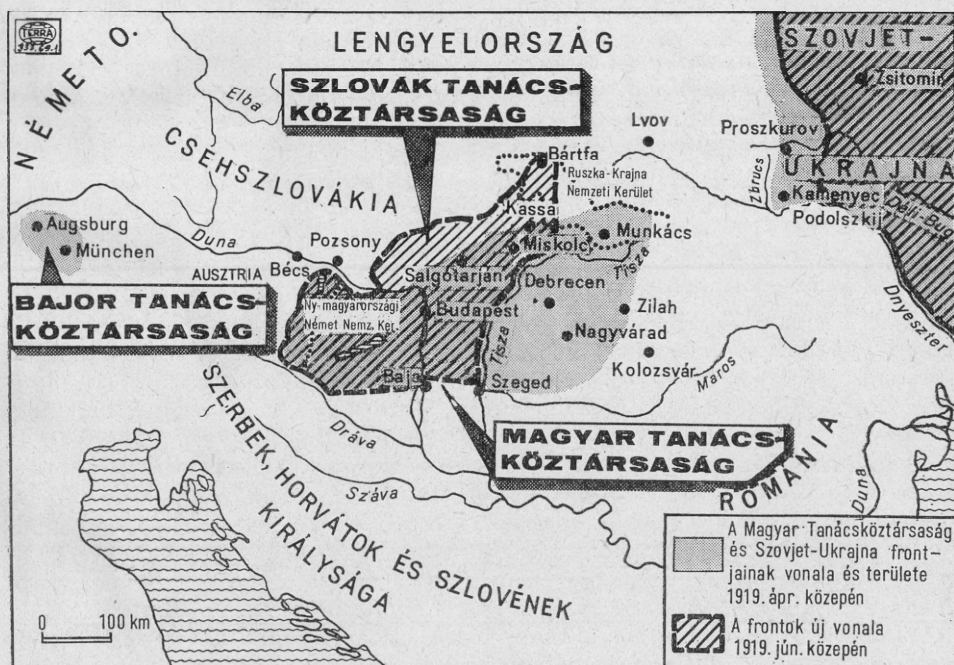 TERRA
NÉMETO.
LENGYELORSZÁG
SZOVJET-
UKRAJNA
Zsitomir
Elba
SZLOVÁK TANÁCS-
KÖZTÁRSASÁG
Lvov
Proszkurov
CSEHSZLOVÁKIA
Bártfa
Ruszka-Krajna
Nemzeti Kerület
Zbrucs
Kamenyec
Podolszkij
Déli-Bug
Kassa
Augsburg
München
Duna
Pozsony
Miskolc
Munkács
Tisza
AUSZTRIA
Bécs
Salgótarján
Debrecen
Dnyeszter
BAJOR TANÁCS-
KÖZTÁRSASÁG
Ny-magyarországi
Német Nemz. Ker.
Budapest
Zilah
Tisza
Nagyvárad
Kolozsvár
Maros
Baja
Szeged
Dráva
MAGYAR TANÁCS-
KÖZTÁRSASÁG
ROMÁNIA
Duna
Száva
SZERBEK, HORVÁTOK ÉS SZLOVÉNEK
KIRÁLYSÁGA
0 100 km
A Magyar Tanácsköztársaság
és Szovjet-Ukrajna front-
jainak vonala és területe
1919. ápr. közepén
A frontok új vonala
1919. jún. közepén